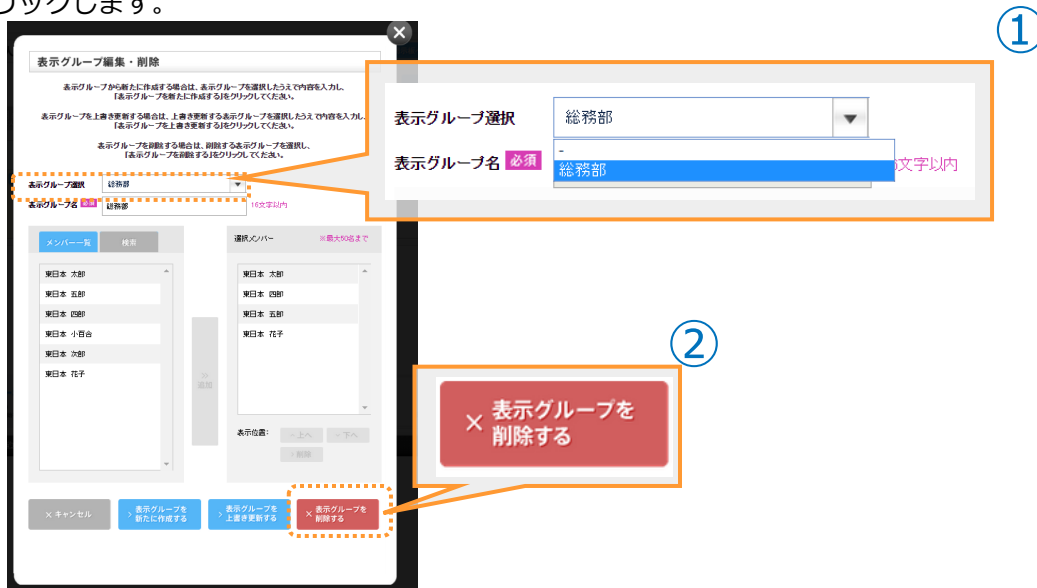 リックします。
①
表示グループ編集・削除
表示グループから新たに作成する場合は、表示グループを選択したうえで内容を入力し、
「表示グループを新たに作成する」をクリックしてください。
表示グループを上書き更新する場合は、上書き更新する表示グループを選択したうえで内容を入力し、
「表示グループを上書き更新する」をクリックしてください。
表示グループを削除する場合は、削除する表示グループを選択し、
「表示グループを削除する」をクリックしてください。
表示グループ選択 総務部
表示グループ名 必須 総務部 16文字以内
表示グループ選択 総務部
-
表示グループ名 必須 総務部 文字以内
メンバー一覧 検索
選択メンバー ※最大50名まで
東日本 太郎
東日本 五郎
東日本 四郎
東日本 小百合
東日本 次郎
東日本 花子
>> 追加
東日本 太郎
東日本 四郎
東日本 五郎
東日本 花子
表示位置: 上へ 下へ
削除
× キャンセル
> 表示グループを
新たに作成する
> 表示グループを
上書き更新する
× 表示グループを
削除する
②
× 表示グループを
削除する